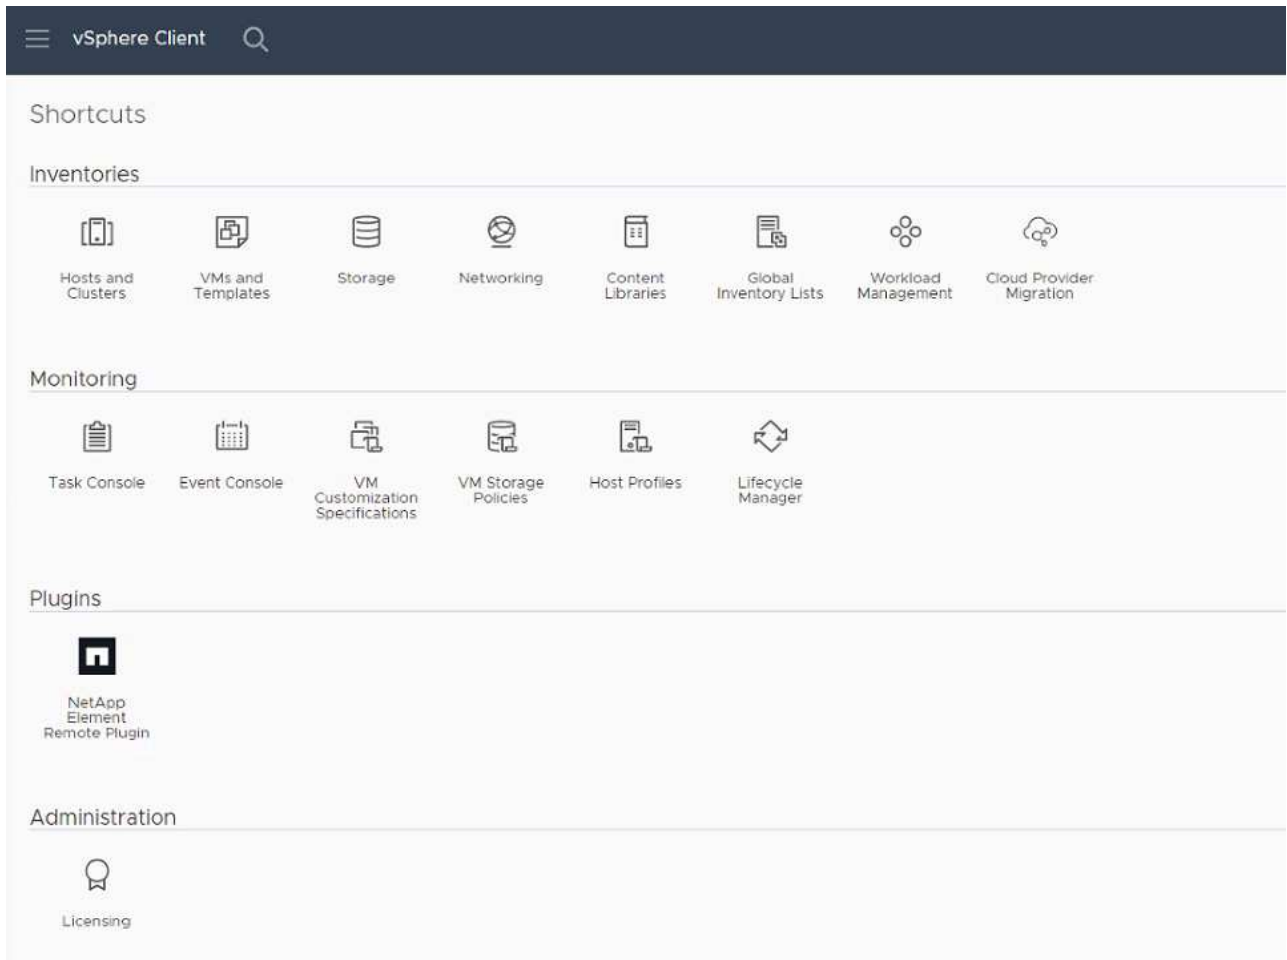 vSphere Client
Shortcuts
Inventories
Hosts and
Clusters
VMs and
Templates
Storage
Networking
Content
Libraries
Global
Inventory Lists
Workload
Management
Cloud Provider
Migration
Monitoring
Task Console
Event Console
VM
Customization
Specifications
VM Storage
Policies
Host Profiles
Lifecycle
Manager
Plugins
NetApp
Element
Remote Plugin
Administration
Licensing